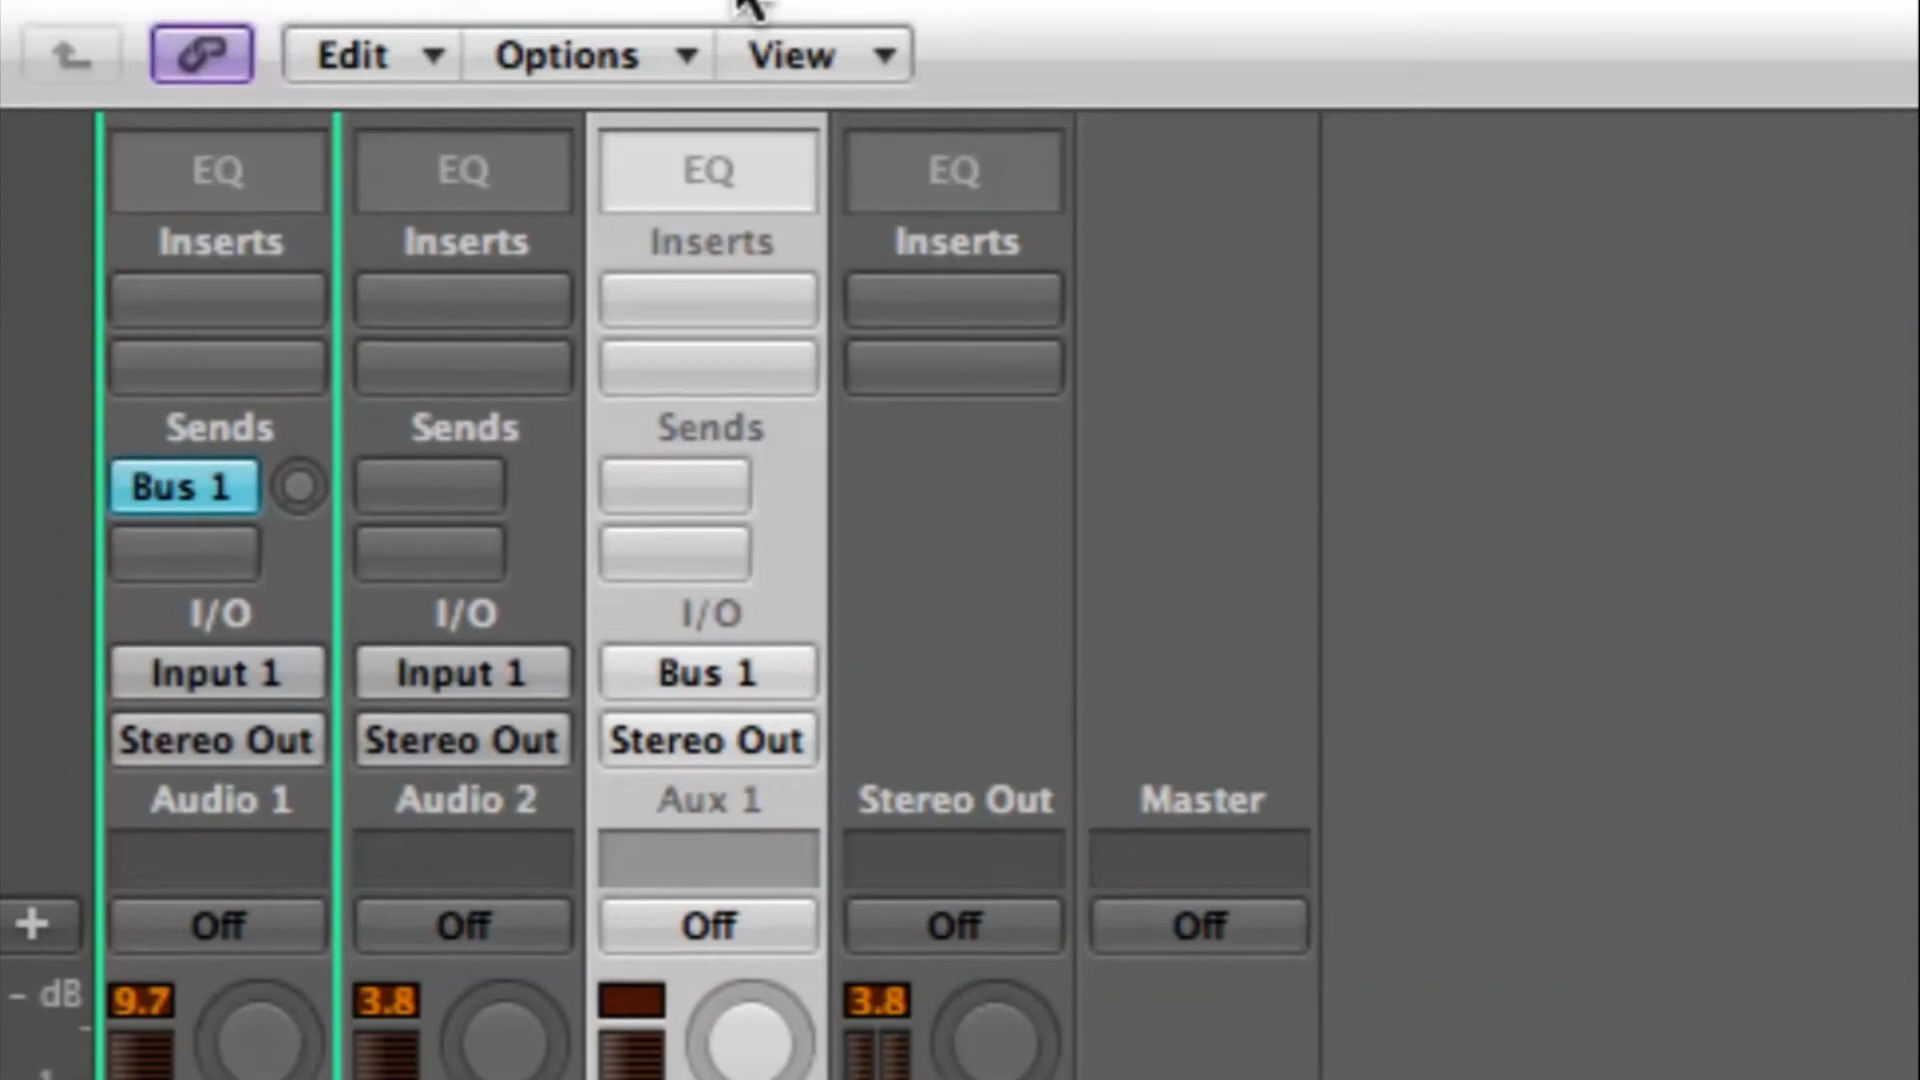 Edit Options View
EQ EQ EQ EQ
Inserts Inserts Inserts Inserts
Sends Sends Sends
Bus 1
I/O I/O I/O
Input 1 Input 1 Bus 1
Stereo Out Stereo Out Stereo Out
Audio 1 Audio 2 Aux 1 Stereo Out Master
+ Off Off Off Off Off
- dB 9.7 3.8 3.8